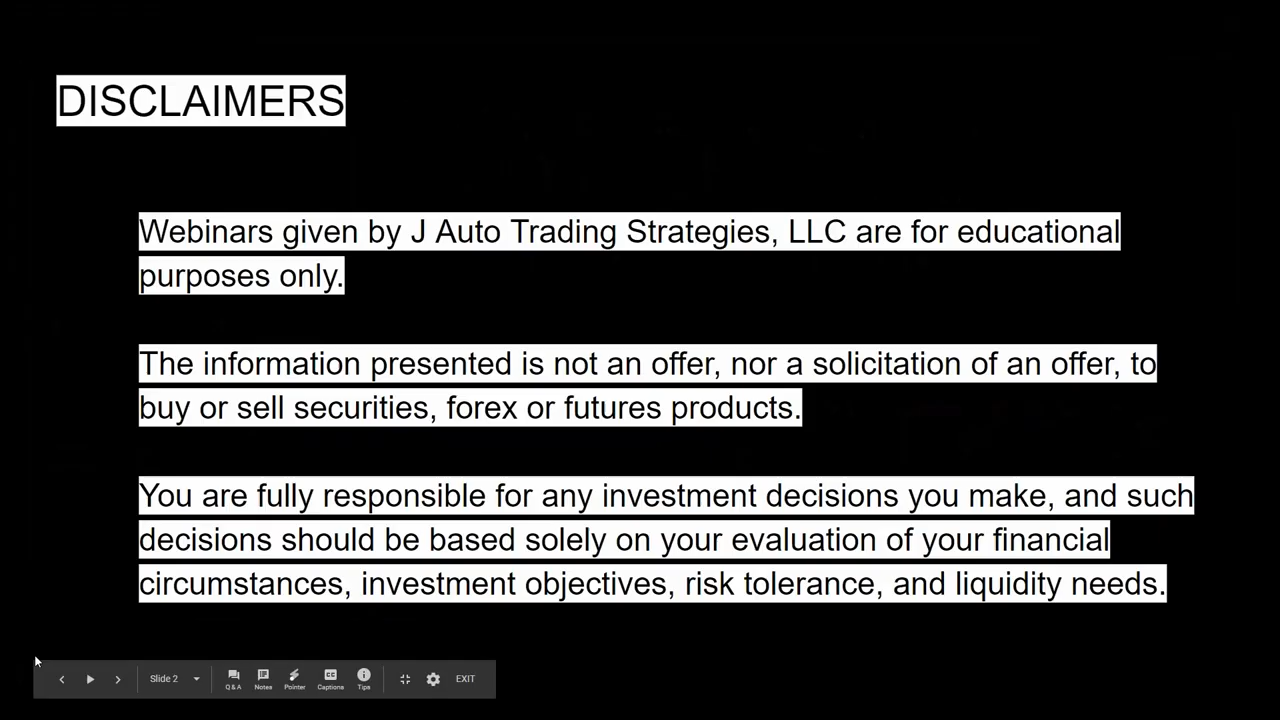 DISCLAIMERS
Webinars given by J Auto Trading Strategies, LLC are for educational
purposes only.
The information presented is not an offer, nor a solicitation of an offer, to
buy or sell securities, forex or futures products.
You are fully responsible for any investment decisions you make, and such
decisions should be based solely on your evaluation of your financial
circumstances, investment objectives, risk tolerance, and liquidity needs.
Slide 2
Q & A Notes Pointer Captions Tips
EXIT